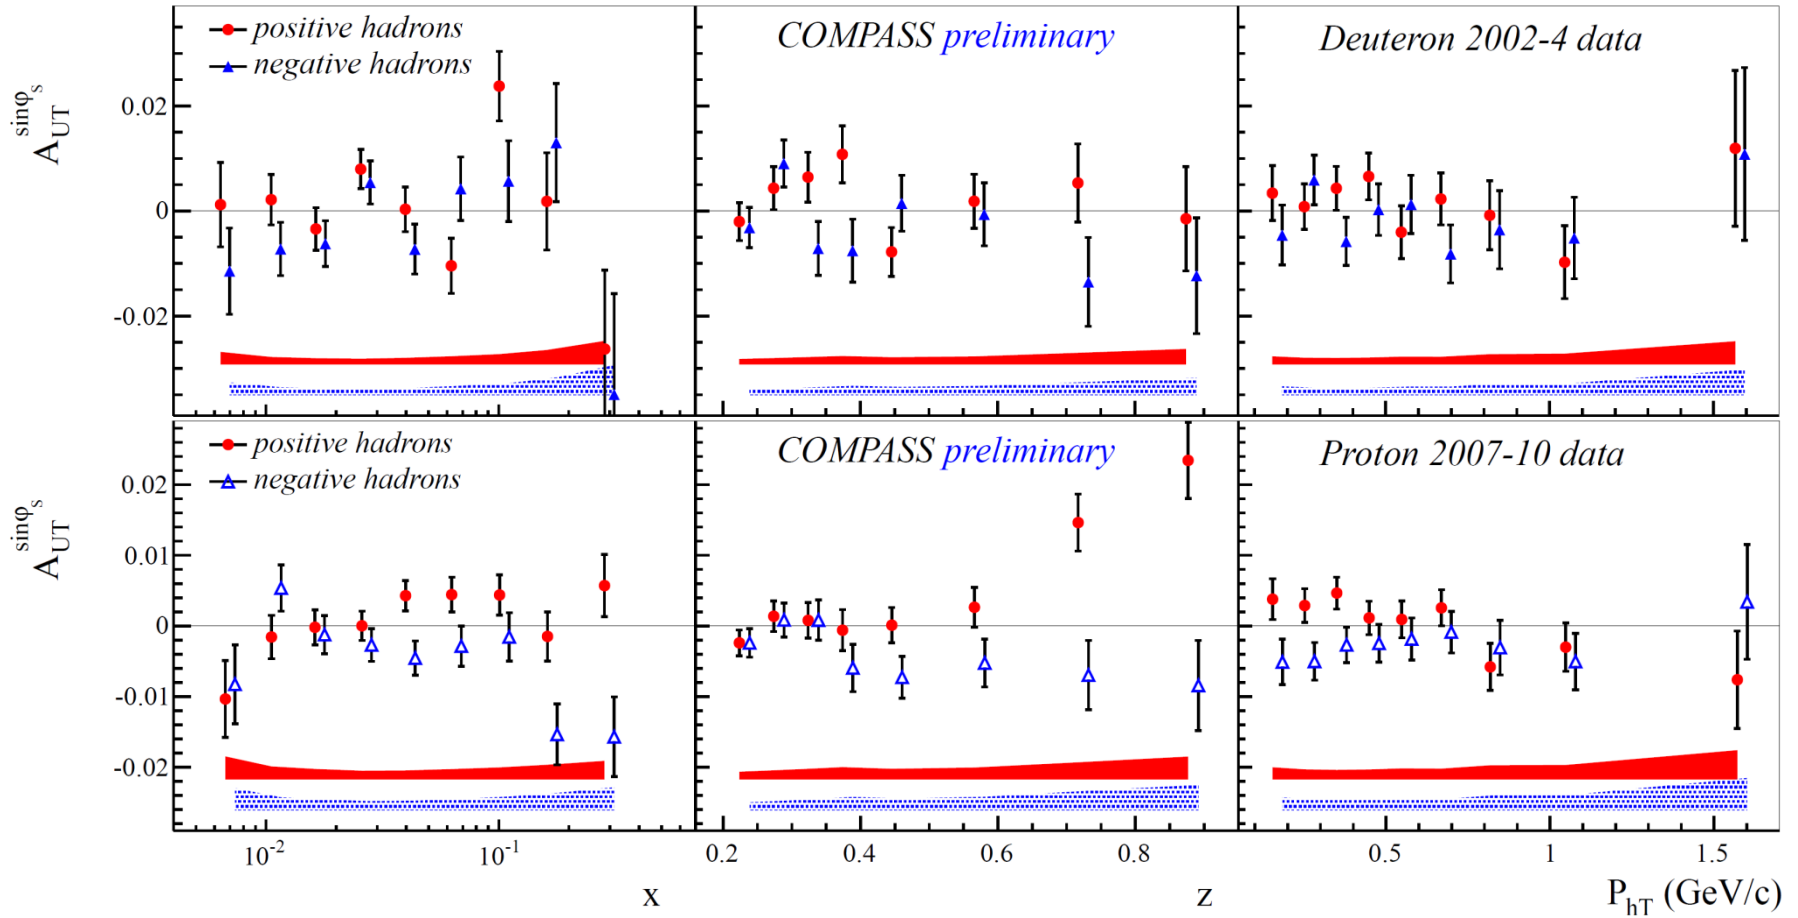 positive hadrons
negative hadrons
COMPASS preliminary
Deuteron 2002-4 data
A_UT^sinφ_s
0.02
0
-0.02
positive hadrons
negative hadrons
COMPASS preliminary
Proton 2007-10 data
A_UT^sinφ_s
0.02
0.01
0
-0.01
-0.02
10^-2 10^-1 0.2 0.4 0.6 0.8 0.5 1 1.5
x z P_hT (GeV/c)